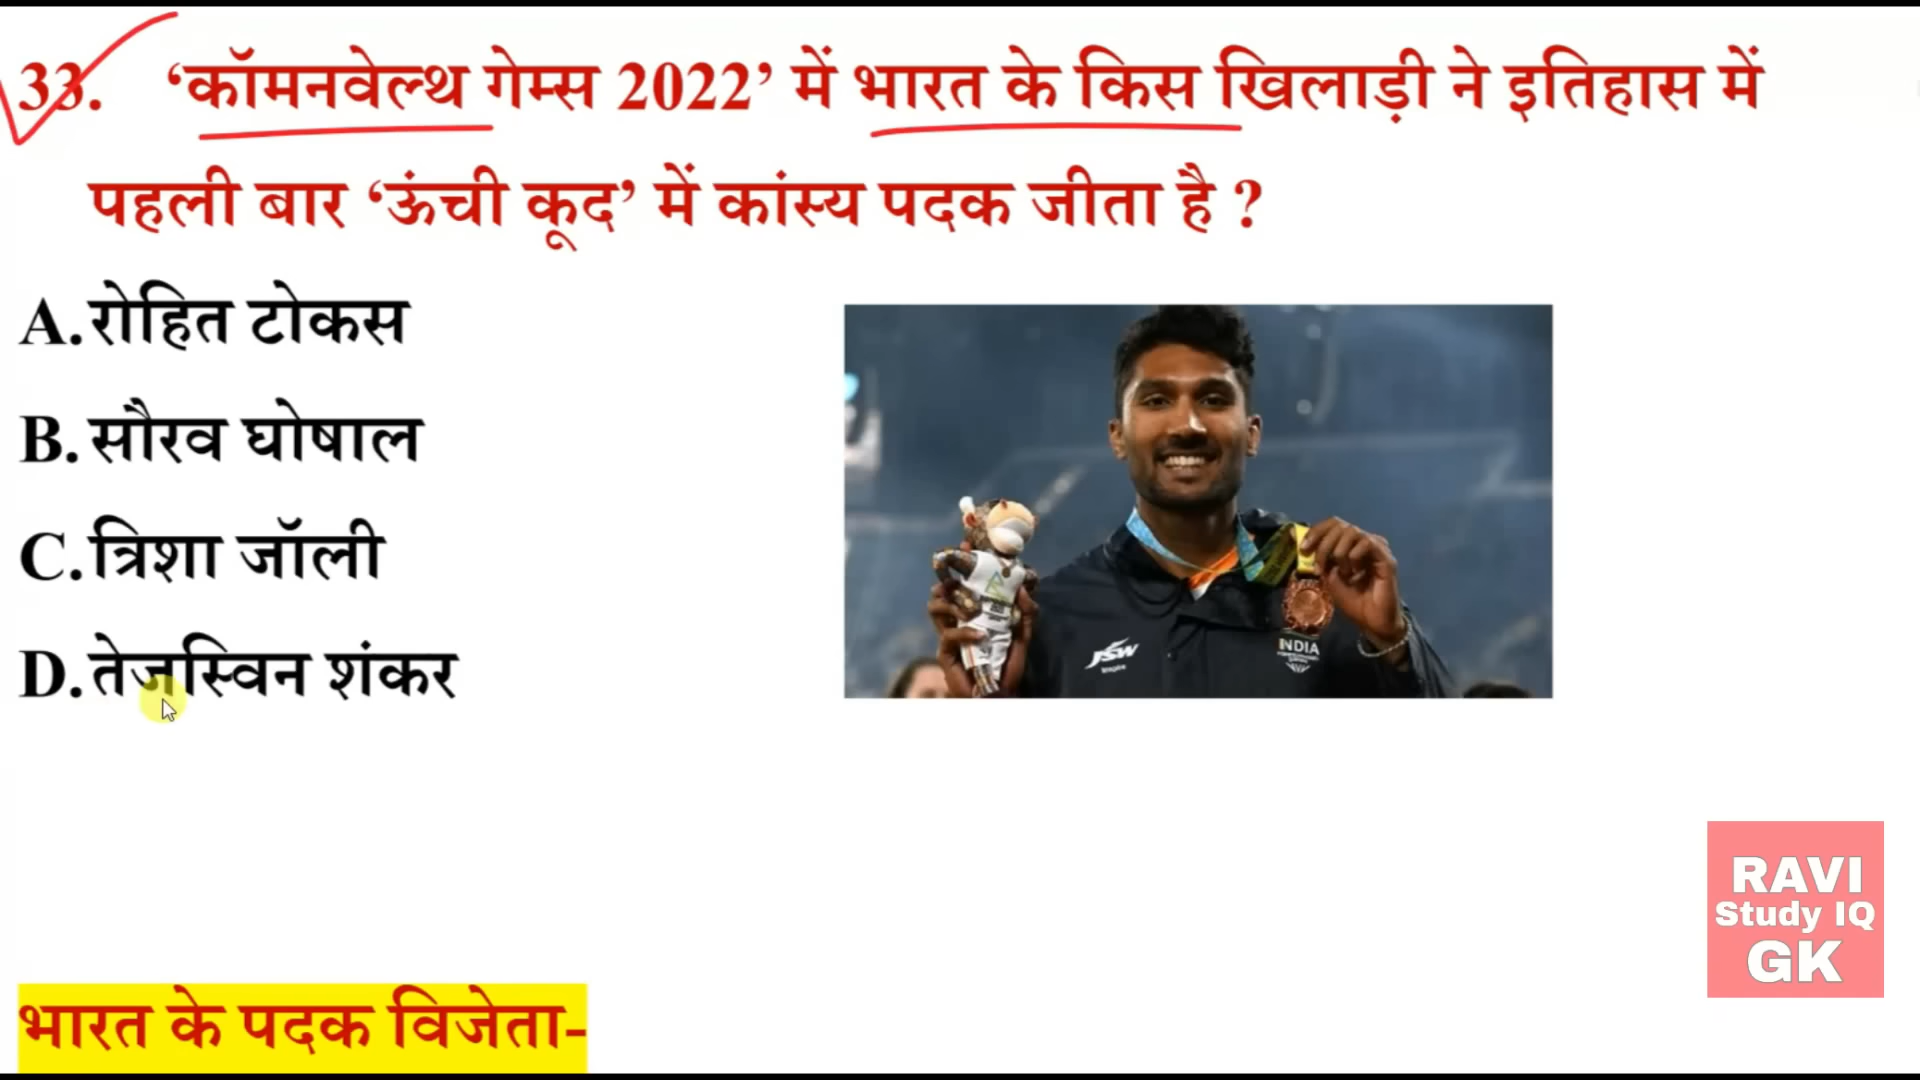 33. ‘कॉमनवेल्थ गेम्स 2022’ में भारत के किस खिलाड़ी ने इतिहास में
पहली बार ‘ऊंची कूद’ में कांस्य पदक जीता है ?
A. रोहित टोकस
B. सौरव घोषाल
C. त्रिशा जॉली
D. तेजस्विन शंकर
JSW
INDIA
RAVI
Study IQ
GK
भारत के पदक विजेता-